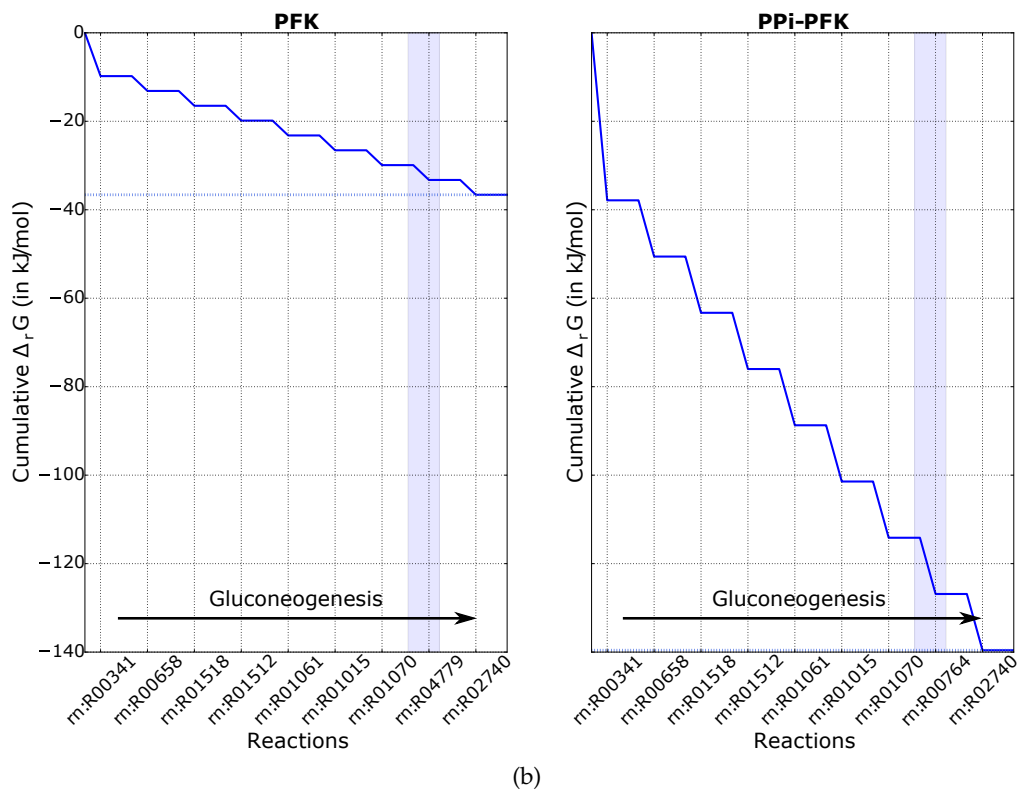 PFK
PPi-PFK
0
−20
−40
−60
−80
−100
−120
−140
Cumulative ΔrG (in kJ/mol)
Cumulative ΔrG (in kJ/mol)
Gluconeogenesis
Gluconeogenesis
rn:R00341
rn:R00658
rn:R01518
rn:R01512
rn:R01061
rn:R01015
rn:R01070
rn:R04779
rn:R02740
rn:R00341
rn:R00658
rn:R01518
rn:R01512
rn:R01061
rn:R01015
rn:R01070
rn:R00764
rn:R02740
Reactions
Reactions
(b)